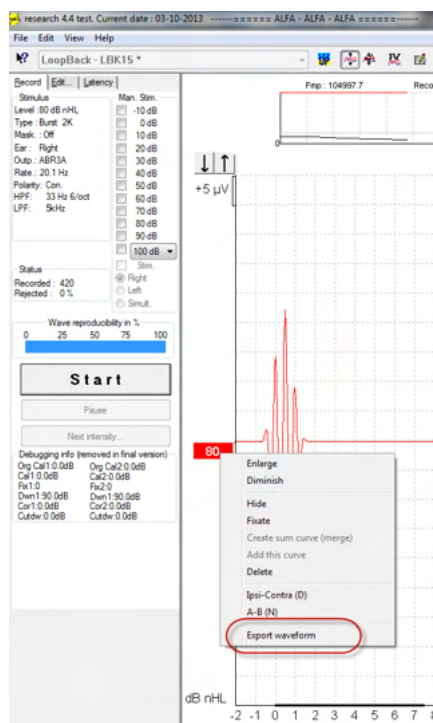 research 4.4 test. Current date : 03-10-2013 ------====== ALFA - ALFA - ALFA ======------
File Edit View Help
LoopBack - LBK15 *
Record Edit... Latency
Stimulus
Level :80 dB nHL
Type : Burst 2K
Mask. : Off
Ear : Right
Outp.: ABR3A
Rate.: 20.1 Hz
Polarity: Con.
HPF: 33 Hz 6/oct
LPF: 5kHz
Man. Stim.
-10 dB
0 dB
10 dB
20 dB
30 dB
40 dB
50 dB
60 dB
70 dB
80 dB
90 dB
100 dB
Stim.
Right
Left
Simult.
Status
Recorded : 420
Rejected : 0 %
Wave reproducibility in %
0 25 50 75 100
Start
Pause
Next intensity...
Debugging info (removed in final version)
Org Cal1:0.0dB Org Cal2:0.0dB
Cal1:0.0dB Cal2:0.0dB
Fix1:0 Fix2:0
Dwn1:90.0dB Dwn1:90.0dB
Cor1:0.0dB Cor2:0.0dB
Cutdw:0.0dB Cutdw:0.0dB
Fmp: 104997.7 Reco
0
+5 µV
80
Enlarge
Diminish
Hide
Fixate
Create sum curve (merge)
Add this curve
Delete
Ipsi-Contra (D)
A-B (N)
Export waveform
dB nHL
-2 -1 0 1 2 3 4 5 6 7 8